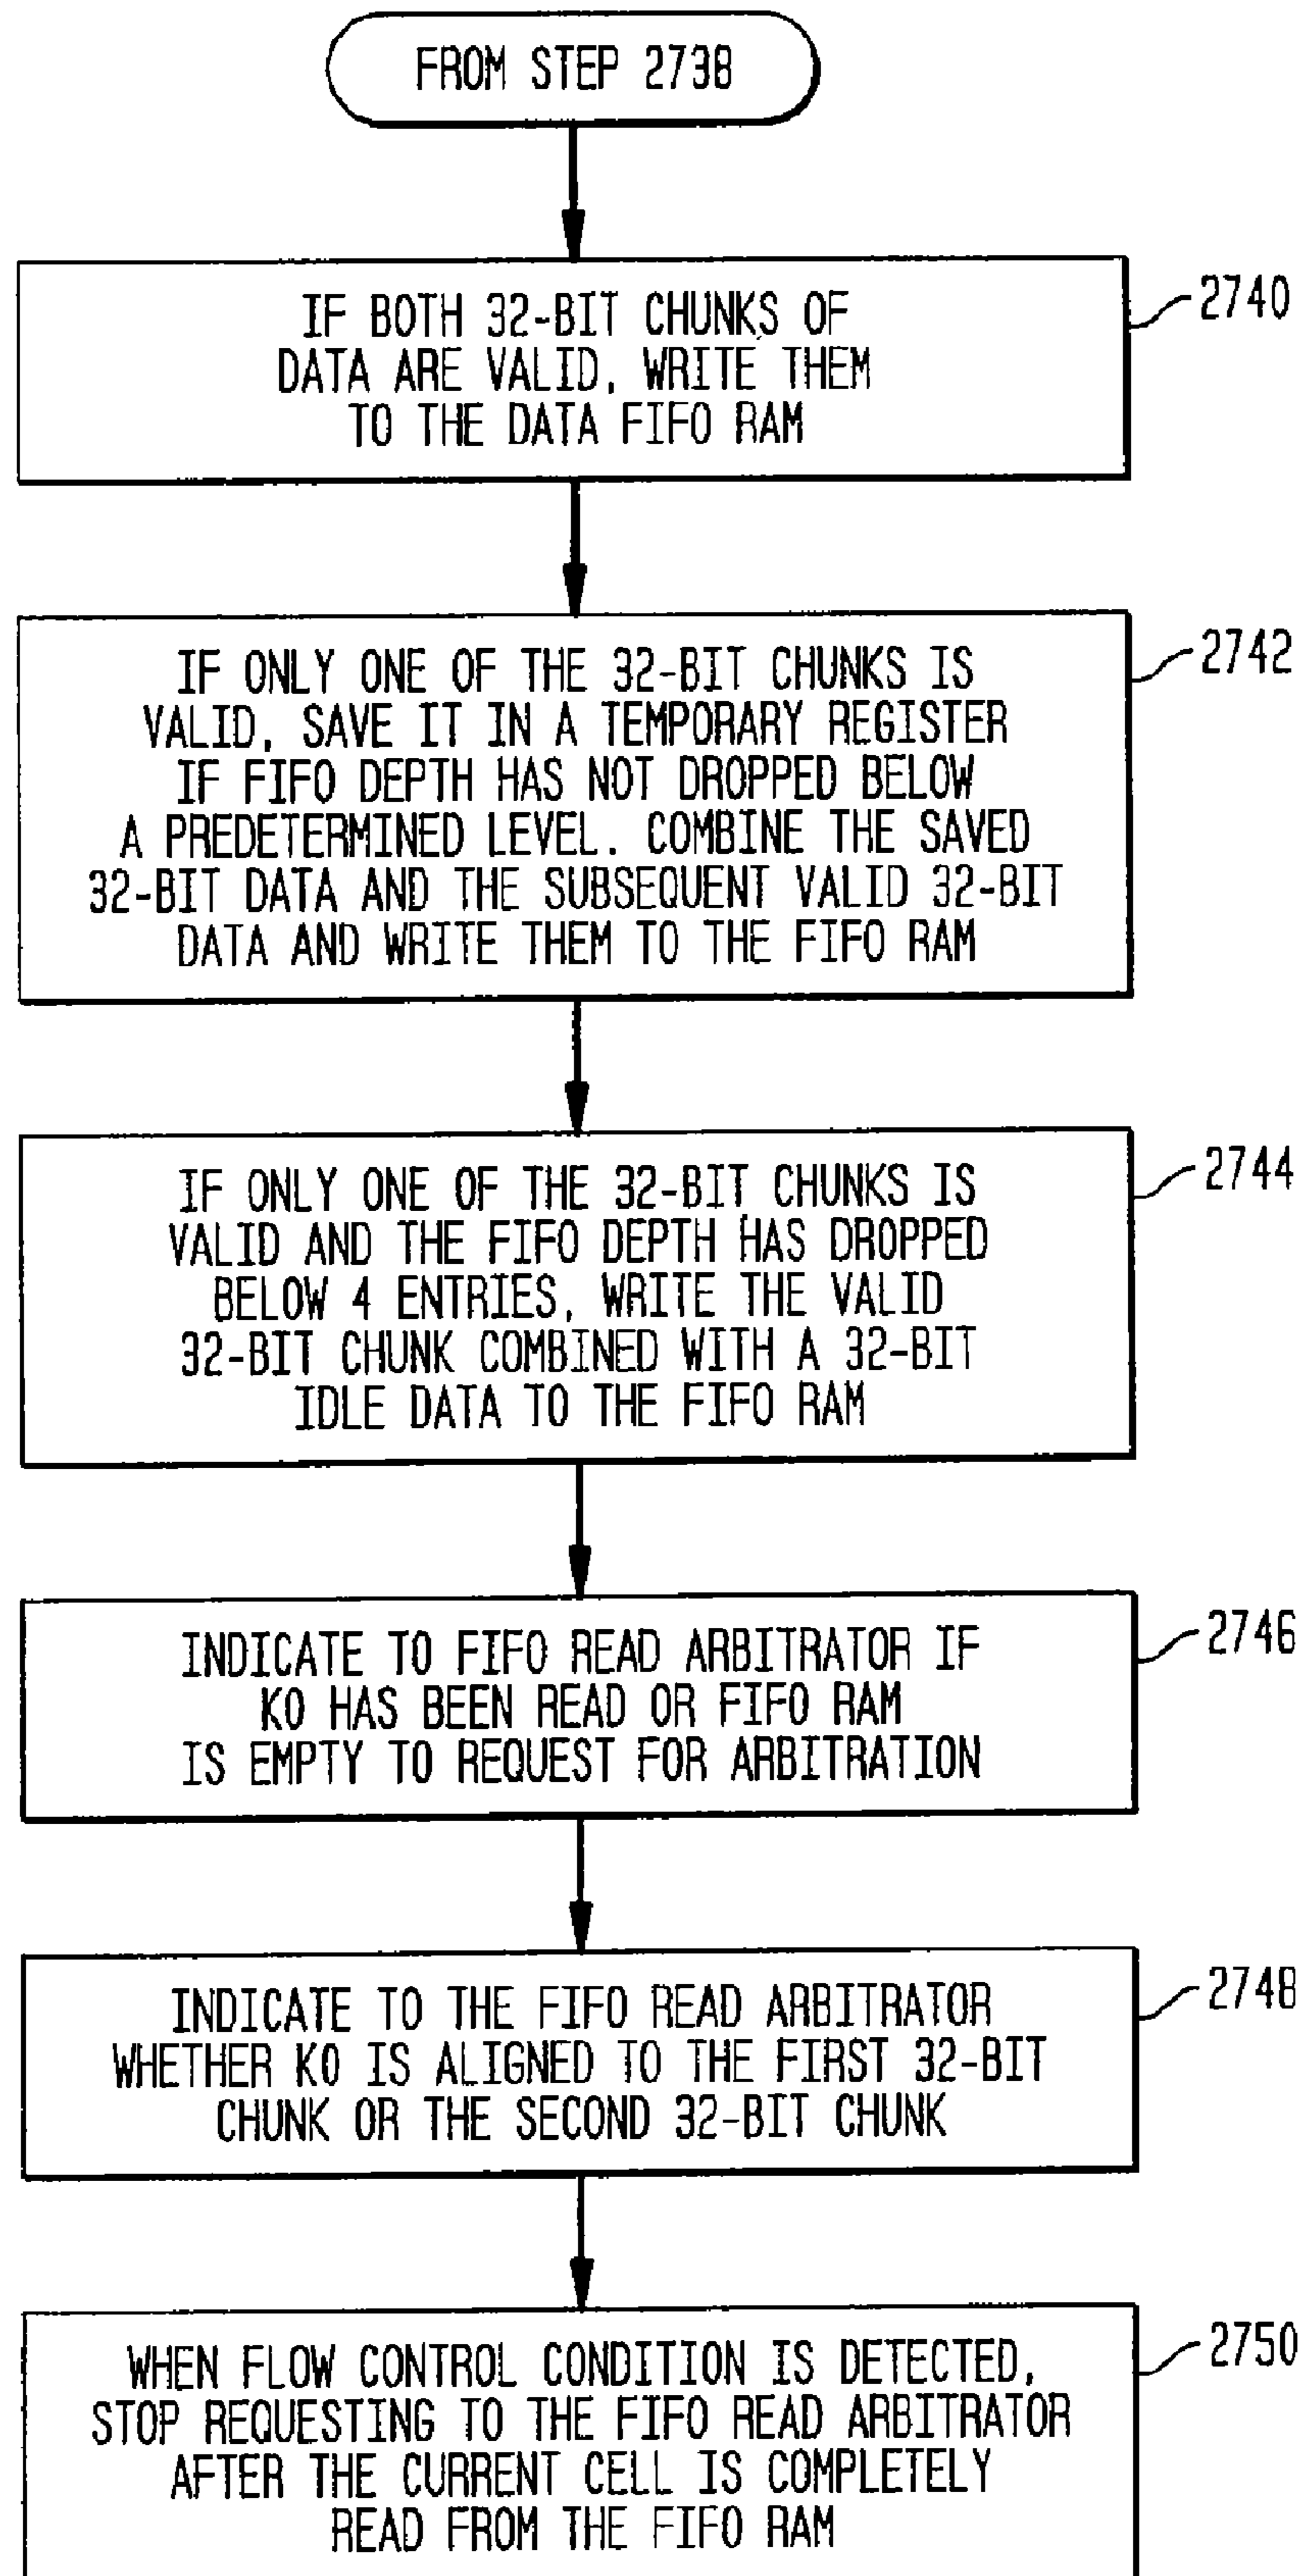 FROM STEP 2738
2740
IF BOTH 32-BIT CHUNKS OF
DATA ARE VALID, WRITE THEM
TO THE DATA FIFO RAM
2742
IF ONLY ONE OF THE 32-BIT CHUNKS IS
VALID, SAVE IT IN A TEMPORARY REGISTER
IF FIFO DEPTH HAS NOT DROPPED BELOW
A PREDETERMINED LEVEL. COMBINE THE SAVED
32-BIT DATA AND THE SUBSEQUENT VALID 32-BIT
DATA AND WRITE THEM TO THE FIFO RAM
2744
IF ONLY ONE OF THE 32-BIT CHUNKS IS
VALID AND THE FIFO DEPTH HAS DROPPED
BELOW 4 ENTRIES, WRITE THE VALID
32-BIT CHUNK COMBINED WITH A 32-BIT
IDLE DATA TO THE FIFO RAM
2746
INDICATE TO FIFO READ ARBITRATOR IF
K0 HAS BEEN READ OR FIFO RAM
IS EMPTY TO REQUEST FOR ARBITRATION
2748
INDICATE TO THE FIFO READ ARBITRATOR
WHETHER K0 IS ALIGNED TO THE FIRST 32-BIT
CHUNK OR THE SECOND 32-BIT CHUNK
2750
WHEN FLOW CONTROL CONDITION IS DETECTED,
STOP REQUESTING TO THE FIFO READ ARBITRATOR
AFTER THE CURRENT CELL IS COMPLETELY
READ FROM THE FIFO RAM